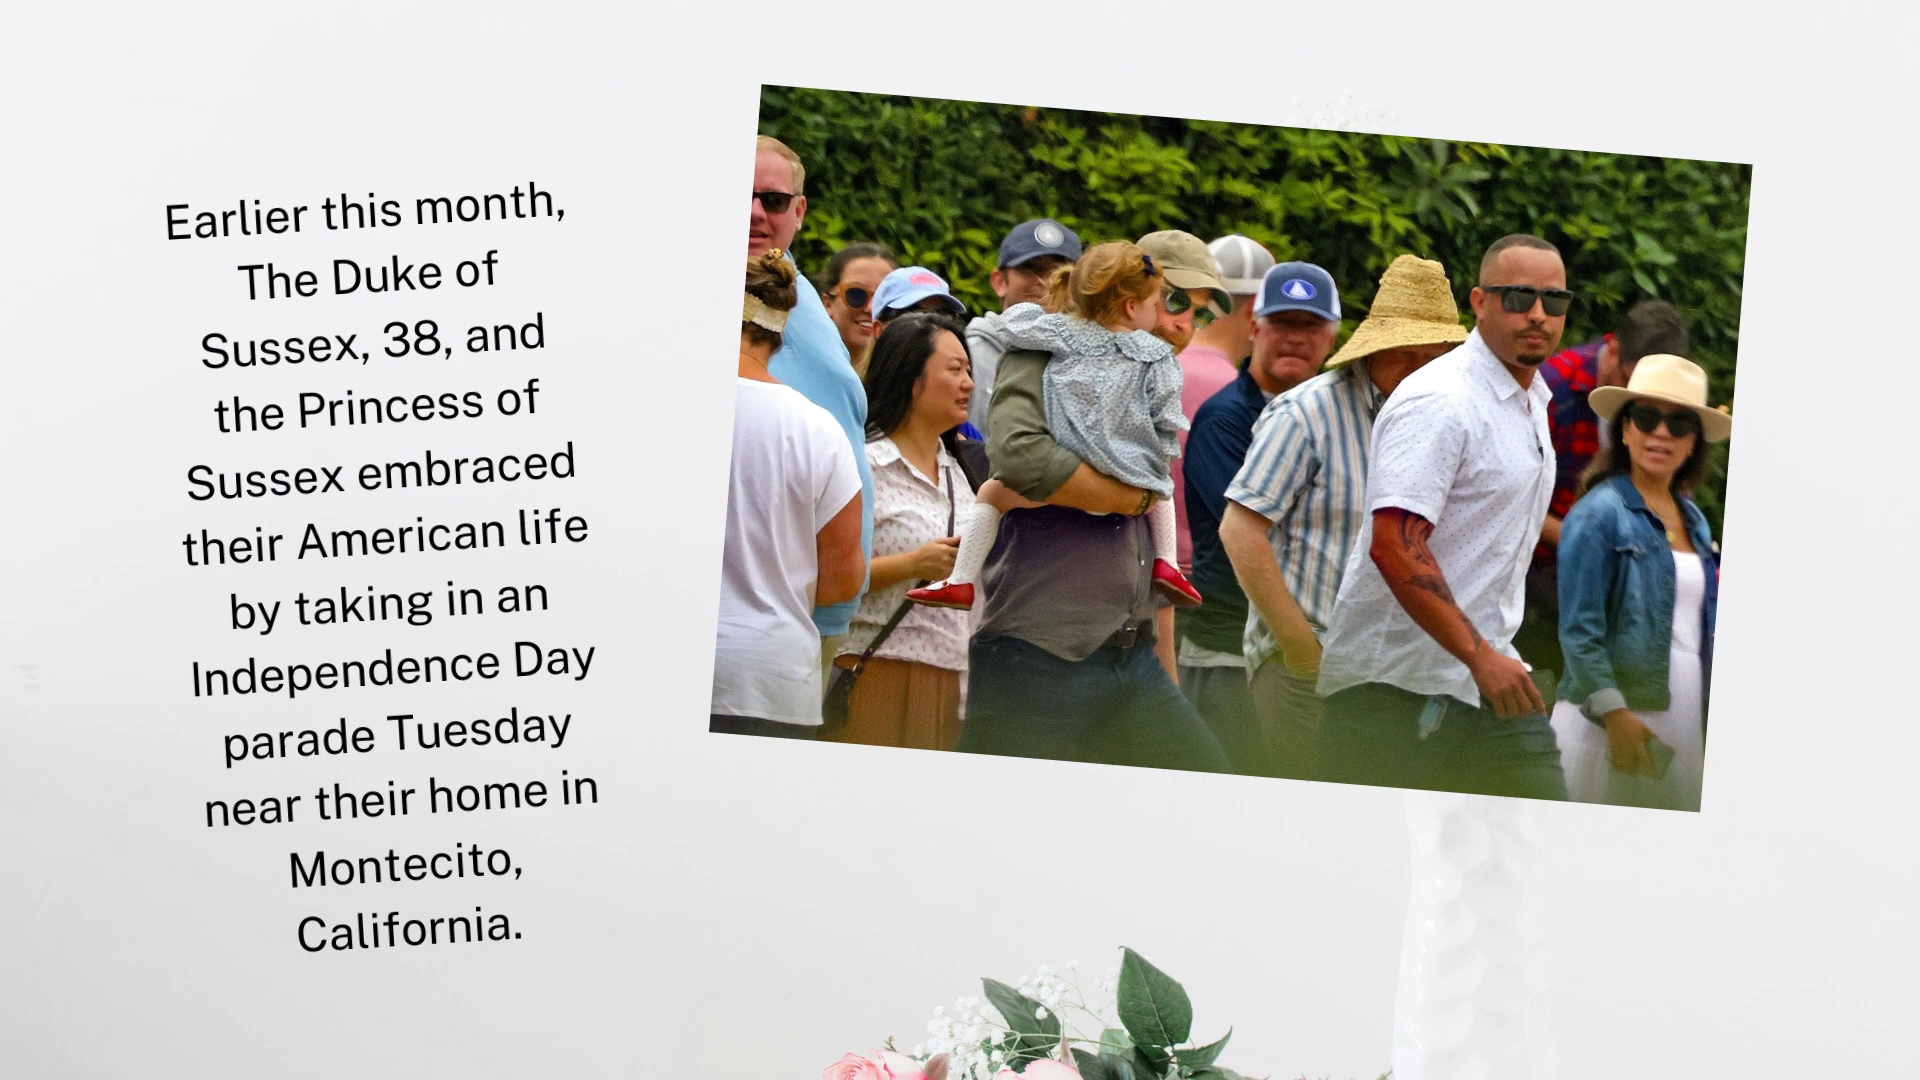 Earlier this month,
The Duke of
Sussex, 38, and
the Princess of
Sussex embraced
their American life
by taking in an
Independence Day
parade Tuesday
near their home in
Montecito,
California.